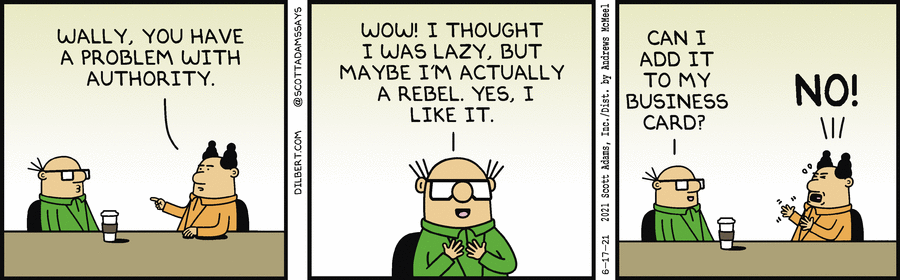 WALLY, YOU HAVE
A PROBLEM WITH
AUTHORITY.
DILBERT.COM @SCOTTADAMSSAYS
WOW! I THOUGHT
I WAS LAZY, BUT
MAYBE I'M ACTUALLY
A REBEL. YES, I
LIKE IT.
6-17-21 2021 Scott Adams, Inc./Dist. by Andrews McMeel
CAN I
ADD IT
TO MY
BUSINESS
CARD?
NO!